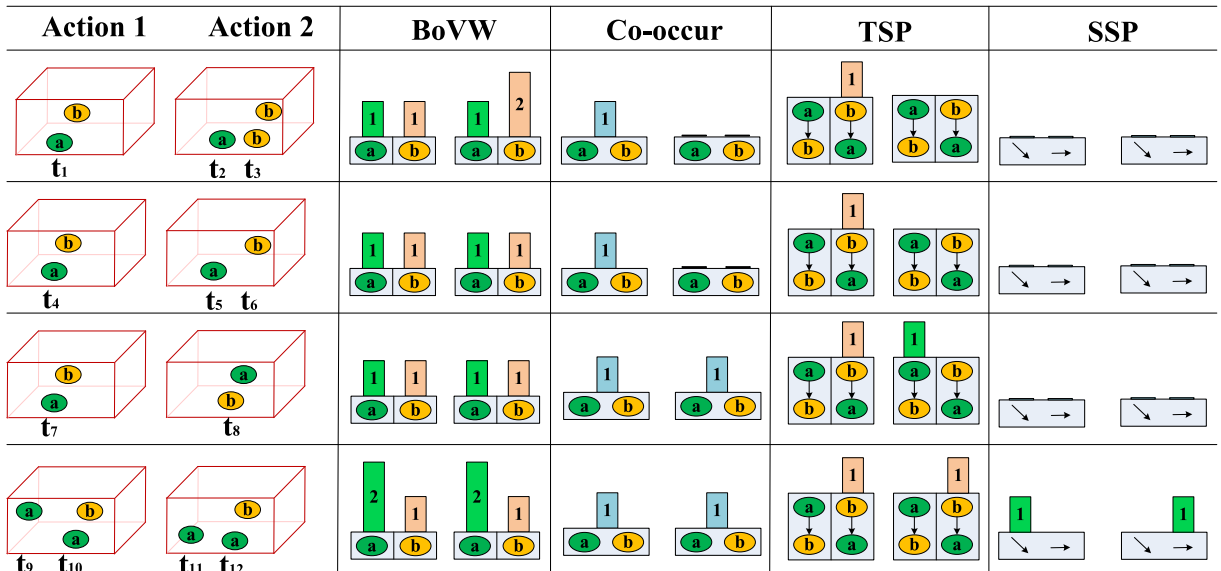 Action 1 Action 2 BoVW Co-occur TSP SSP
b b
a a b
t1 t2 t3
1 1 1 2
a b a b
1
a b a b
1
a b a b
b a b a
b b
a a
t4 t5 t6
1 1 1 1
a b a b
1
a b a b
1
a b a b
b a b a
b a
a b
t7 t8
1 1 1 1
a b a b
1 1
a b a b
1 1
a b a b
b a b a
a b b
a a a
t9 t10 t11 t12
2 1 2 1
a b a b
1 1
a b a b
1 1
a b a b
b a b a
1 1